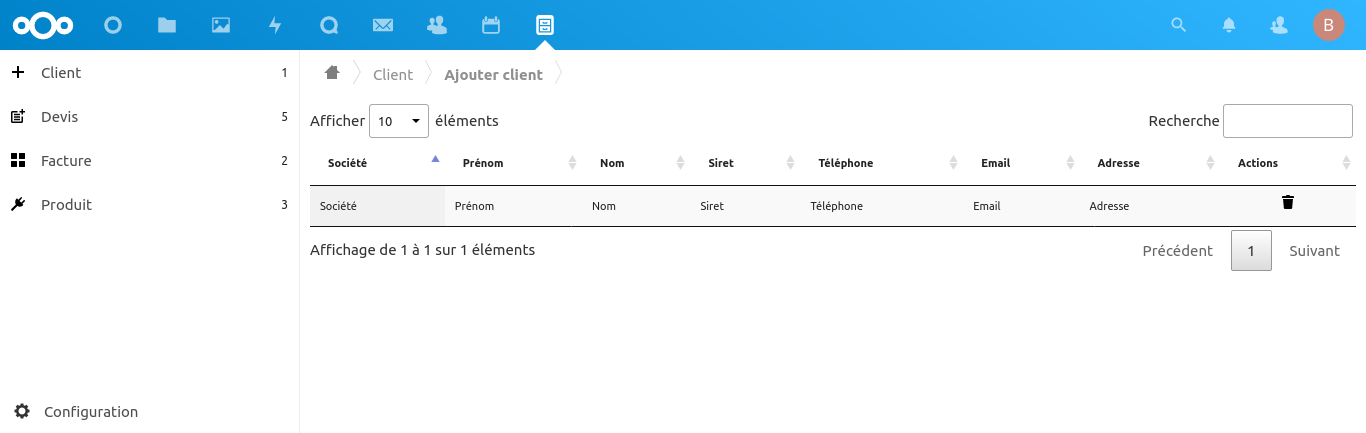 B
Client 1
Devis 5
Facture 2
Produit 3
Configuration
Client Ajouter client
Afficher 10 éléments Recherche
Société Prénom Nom Siret Téléphone Email Adresse Actions
Société Prénom Nom Siret Téléphone Email Adresse
Affichage de 1 à 1 sur 1 éléments Précédent 1 Suivant